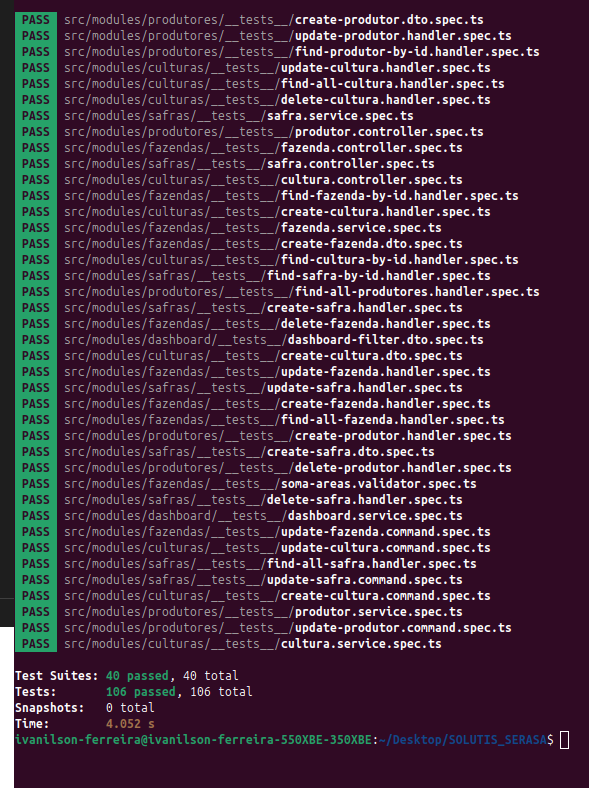 PASS src/modules/produtores/__tests__/create-produtor.dto.spec.ts
PASS src/modules/produtores/__tests__/update-produtor.handler.spec.ts
PASS src/modules/produtores/__tests__/find-produtor-by-id.handler.spec.ts
PASS src/modules/culturas/__tests__/update-cultura.handler.spec.ts
PASS src/modules/culturas/__tests__/find-all-cultura.handler.spec.ts
PASS src/modules/culturas/__tests__/delete-cultura.handler.spec.ts
PASS src/modules/safras/__tests__/safra.service.spec.ts
PASS src/modules/produtores/__tests__/produtor.controller.spec.ts
PASS src/modules/fazendas/__tests__/fazenda.controller.spec.ts
PASS src/modules/safras/__tests__/safra.controller.spec.ts
PASS src/modules/culturas/__tests__/cultura.controller.spec.ts
PASS src/modules/fazendas/__tests__/find-fazenda-by-id.handler.spec.ts
PASS src/modules/culturas/__tests__/create-cultura.handler.spec.ts
PASS src/modules/fazendas/__tests__/fazenda.service.spec.ts
PASS src/modules/fazendas/__tests__/create-fazenda.dto.spec.ts
PASS src/modules/culturas/__tests__/find-cultura-by-id.handler.spec.ts
PASS src/modules/safras/__tests__/find-safra-by-id.handler.spec.ts
PASS src/modules/produtores/__tests__/find-all-produtores.handler.spec.ts
PASS src/modules/safras/__tests__/create-safra.handler.spec.ts
PASS src/modules/fazendas/__tests__/delete-fazenda.handler.spec.ts
PASS src/modules/dashboard/__tests__/dashboard-filter.dto.spec.ts
PASS src/modules/culturas/__tests__/create-cultura.dto.spec.ts
PASS src/modules/fazendas/__tests__/update-fazenda.handler.spec.ts
PASS src/modules/safras/__tests__/update-safra.handler.spec.ts
PASS src/modules/fazendas/__tests__/create-fazenda.handler.spec.ts
PASS src/modules/fazendas/__tests__/find-all-fazenda.handler.spec.ts
PASS src/modules/produtores/__tests__/create-produtor.handler.spec.ts
PASS src/modules/safras/__tests__/create-safra.dto.spec.ts
PASS src/modules/produtores/__tests__/delete-produtor.handler.spec.ts
PASS src/modules/fazendas/__tests__/soma-areas.validator.spec.ts
PASS src/modules/safras/__tests__/delete-safra.handler.spec.ts
PASS src/modules/dashboard/__tests__/dashboard.service.spec.ts
PASS src/modules/fazendas/__tests__/update-fazenda.command.spec.ts
PASS src/modules/culturas/__tests__/update-cultura.command.spec.ts
PASS src/modules/safras/__tests__/find-all-safra.handler.spec.ts
PASS src/modules/safras/__tests__/update-safra.command.spec.ts
PASS src/modules/culturas/__tests__/create-cultura.command.spec.ts
PASS src/modules/produtores/__tests__/produtor.service.spec.ts
PASS src/modules/produtores/__tests__/update-produtor.command.spec.ts
PASS src/modules/culturas/__tests__/cultura.service.spec.ts
Test Suites: 40 passed, 40 total
Tests: 106 passed, 106 total
Snapshots: 0 total
Time: 4.052 s
ivanilson-ferreira@ivanilson-ferreira-550XBE-350XBE:~/Desktop/SOLUTIS_SERASA$